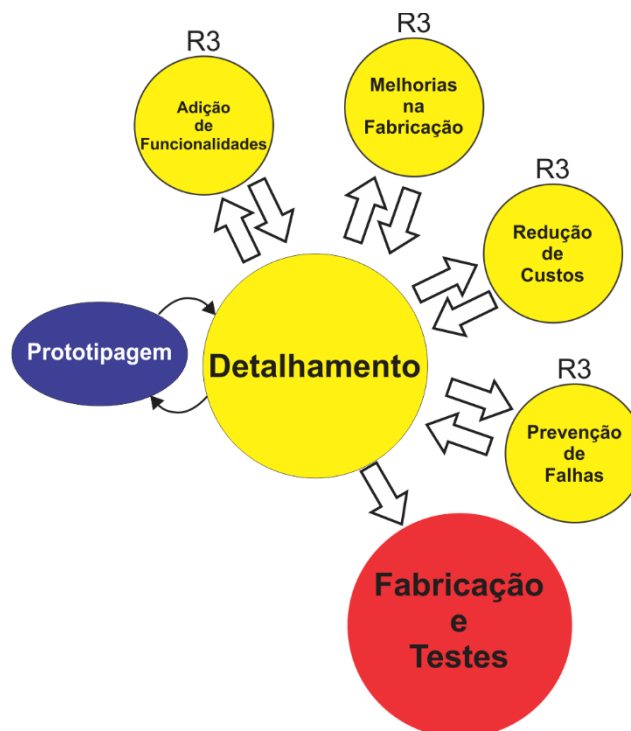 R3
Adição
de
Funcionalidades
R3
Melhorias
na
Fabricação
R3
Redução
de
Custos
Prototipagem
Detalhamento
R3
Prevenção
de
Falhas
Fabricação
e
Testes